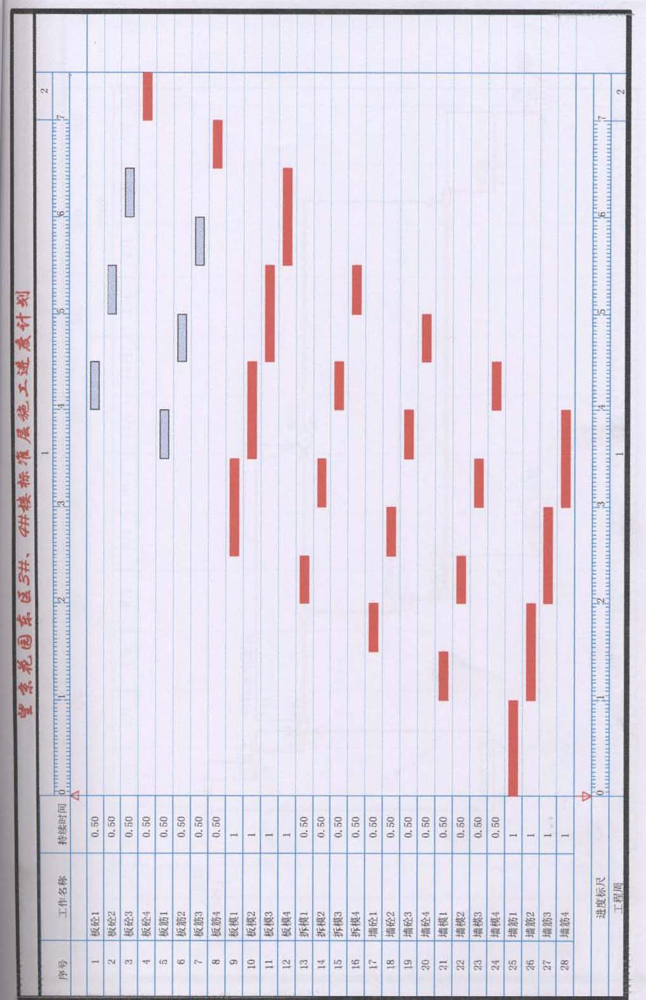 望京花园东区3#、4#楼标准层施工进度计划
1 2
序号 工作名称 持续时间 0 1 2 3 4 5 6 7
1 板砼1 0.50
2 板砼2 0.50
3 板砼3 0.50
4 板砼4 0.50
5 板筋1 0.50
6 板筋2 0.50
7 板筋3 0.50
8 板筋4 0.50
9 板模1 1
10 板模2 1
11 板模3 1
12 板模4 1
13 拆模1 0.50
14 拆模2 0.50
15 拆模3 0.50
16 拆模4 0.50
17 墙砼1 0.50
18 墙砼2 0.50
19 墙砼3 0.50
20 墙砼4 0.50
21 墙模1 0.50
22 墙模2 0.50
23 墙模3 0.50
24 墙模4 0.50
25 墙筋1 1
26 墙筋2 1
27 墙筋3 1
28 墙筋4 1
进度标尺 0 1 2 3 4 5 6 7
工程周 1 2